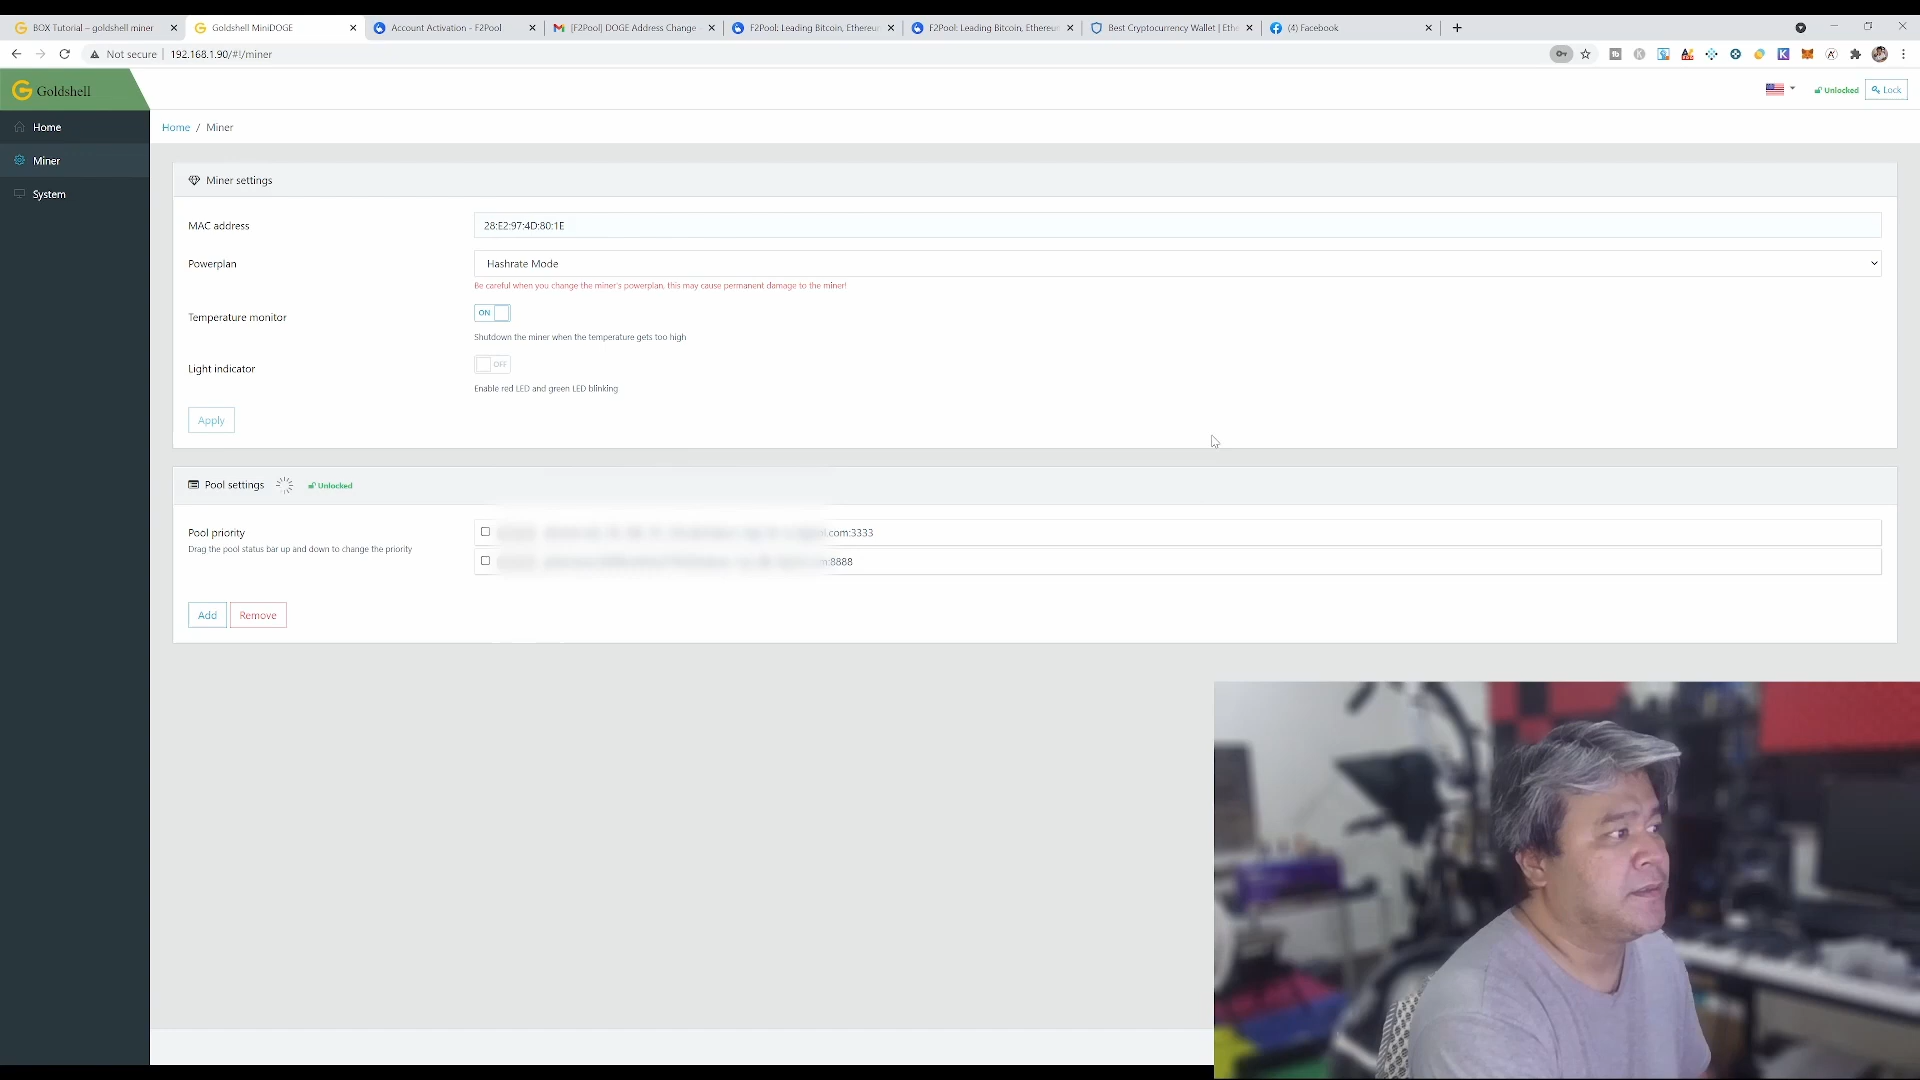 BOX Tutorial – goldshell miner
Goldshell MiniDOGE
Account Activation - F2Pool
[F2Pool] DOGE Address Change
F2Pool: Leading Bitcoin, Ethereum
F2Pool: Leading Bitcoin, Ethereum
Best Cryptocurrency Wallet | Ethe
(4) Facebook
Not secure
192.168.1.90/#!/miner
Goldshell
Unlocked
Lock
Home
Miner
System
Home / Miner
Miner settings
MAC address
28:E2:97:4D:80:1E
Powerplan
Hashrate Mode
Be careful when you change the miner's powerplan, this may cause permanent damage to the miner!
Temperature monitor
ON
Shutdown the miner when the temperature gets too high
Light indicator
OFF
Enable red LED and green LED blinking
Apply
Pool settings
Unlocked
Pool priority
Drag the pool status bar up and down to change the priority
.com:3333
:8888
Add
Remove